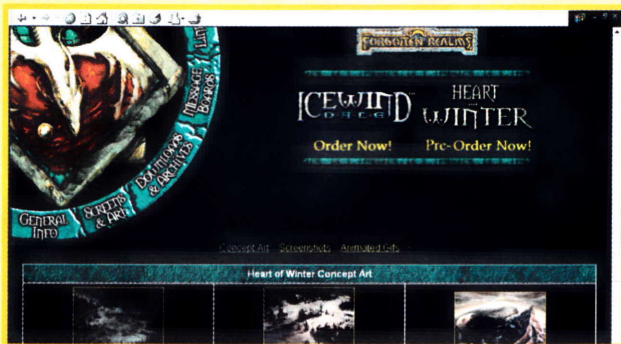 FORGOTTEN REALMS
LINKS
MESSAGE
BOARDS
ICEWIND
DALE
HEART
OF
WINTER
Order Now!
Pre-Order Now!
DOWNLOADS
& ARCHIVES
SCREENS
& ART
GENERAL
INFO
Concept Art Screenshots Animated Gifs
Heart of Winter Concept Art